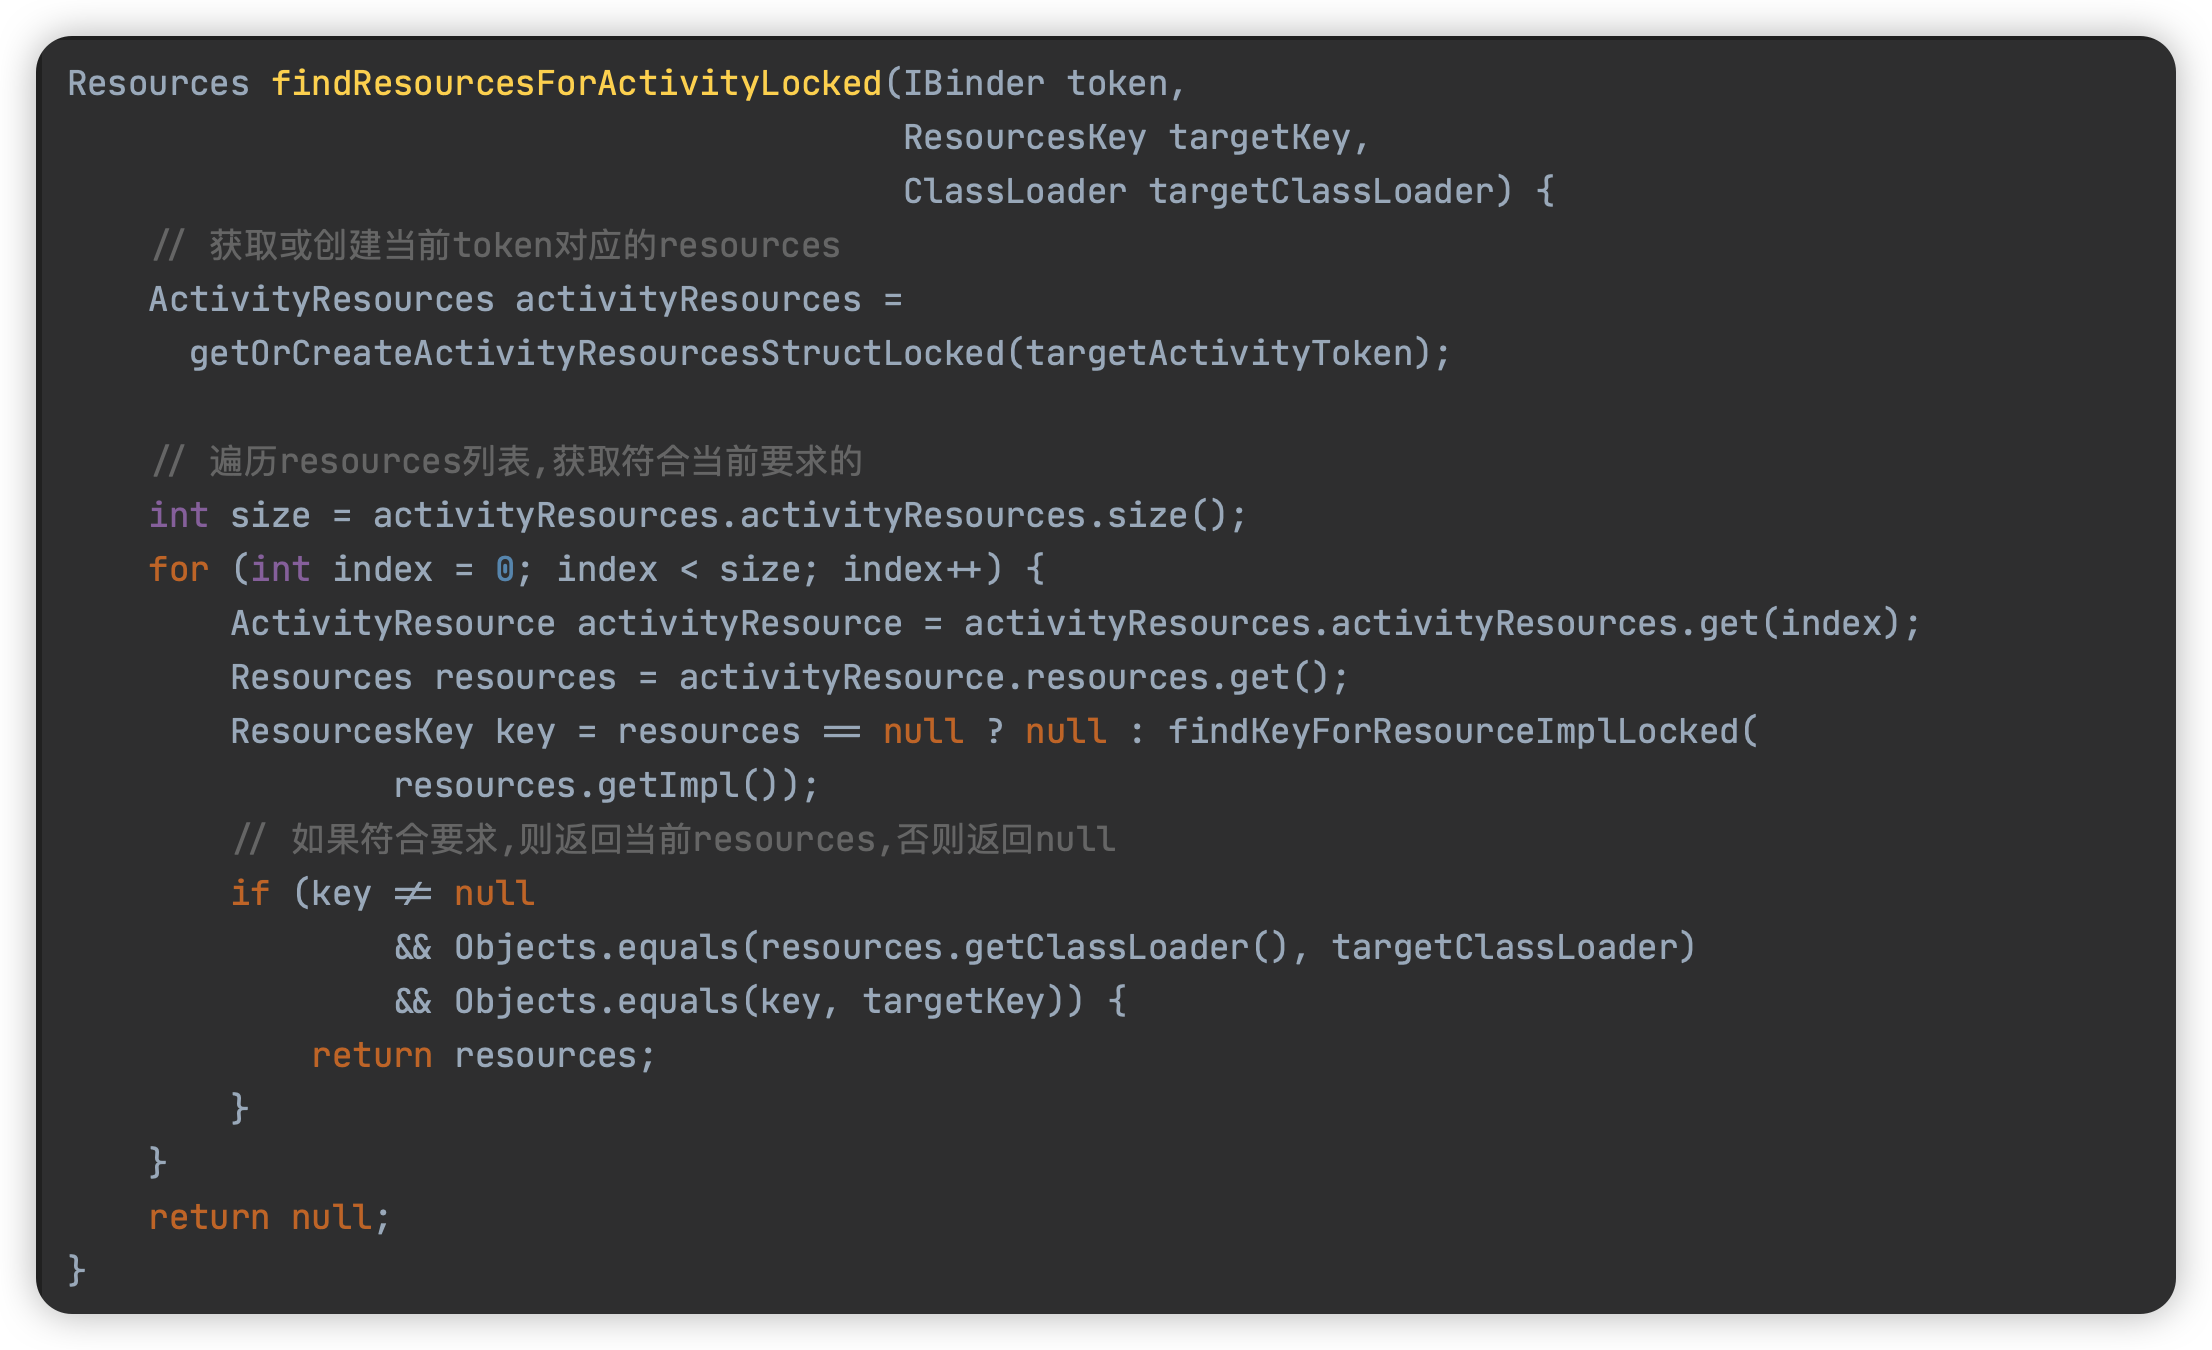 Resources findResourcesForActivityLocked(IBinder token,
ResourcesKey targetKey,
ClassLoader targetClassLoader) {
// 获取或创建当前token对应的resources
ActivityResources activityResources =
getOrCreateActivityResourcesStructLocked(targetActivityToken);
// 遍历resources列表,获取符合当前要求的
int size = activityResources.activityResources.size();
for (int index = 0; index < size; index++) {
ActivityResource activityResource = activityResources.activityResources.get(index);
Resources resources = activityResource.resources.get();
ResourcesKey key = resources == null ? null : findKeyForResourceImplLocked(
resources.getImpl());
// 如果符合要求,则返回当前resources,否则返回null
if (key != null
&& Objects.equals(resources.getClassLoader(), targetClassLoader)
&& Objects.equals(key, targetKey)) {
return resources;
}
}
return null;
}